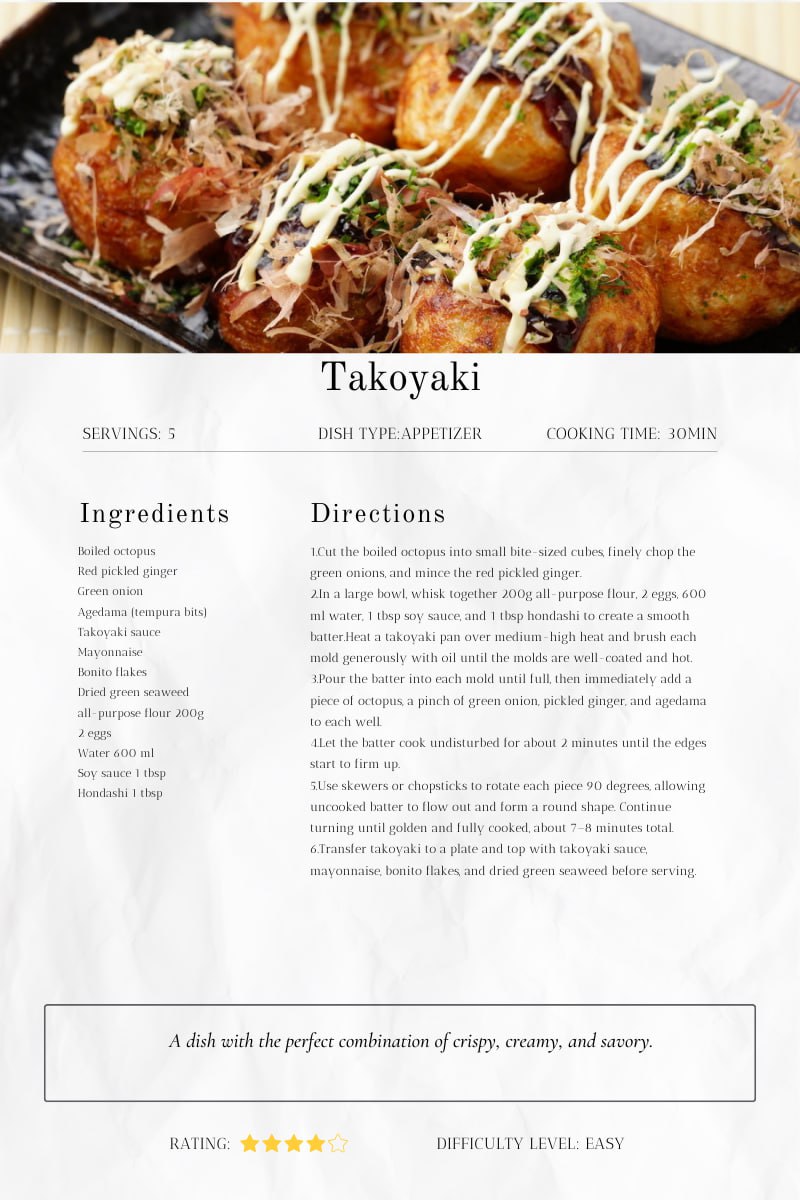 Takoyaki
SERVINGS: 5
DISH TYPE:APPETIZER
COOKING TIME: 30MIN
Ingredients
Boiled octopus
Red pickled ginger
Green onion
Agedama (tempura bits)
Takoyaki sauce
Mayonnaise
Bonito flakes
Dried green seaweed
all-purpose flour 200g
2 eggs
Water 600 ml
Soy sauce 1 tbsp
Hondashi 1 tbsp
Directions
1.Cut the boiled octopus into small bite-sized cubes, finely chop the
green onions, and mince the red pickled ginger.
2.In a large bowl, whisk together 200g all-purpose flour, 2 eggs, 600
ml water, 1 tbsp soy sauce, and 1 tbsp hondashi to create a smooth
batter.Heat a takoyaki pan over medium-high heat and brush each
mold generously with oil until the molds are well-coated and hot.
3.Pour the batter into each mold until full, then immediately add a
piece of octopus, a pinch of green onion, pickled ginger, and agedama
to each well.
4.Let the batter cook undisturbed for about 2 minutes until the edges
start to firm up.
5.Use skewers or chopsticks to rotate each piece 90 degrees, allowing
uncooked batter to flow out and form a round shape. Continue
turning until golden and fully cooked, about 7–8 minutes total.
6.Transfer takoyaki to a plate and top with takoyaki sauce,
mayonnaise, bonito flakes, and dried green seaweed before serving.
A dish with the perfect combination of crispy, creamy, and savory.
RATING:
DIFFICULTY LEVEL: EASY